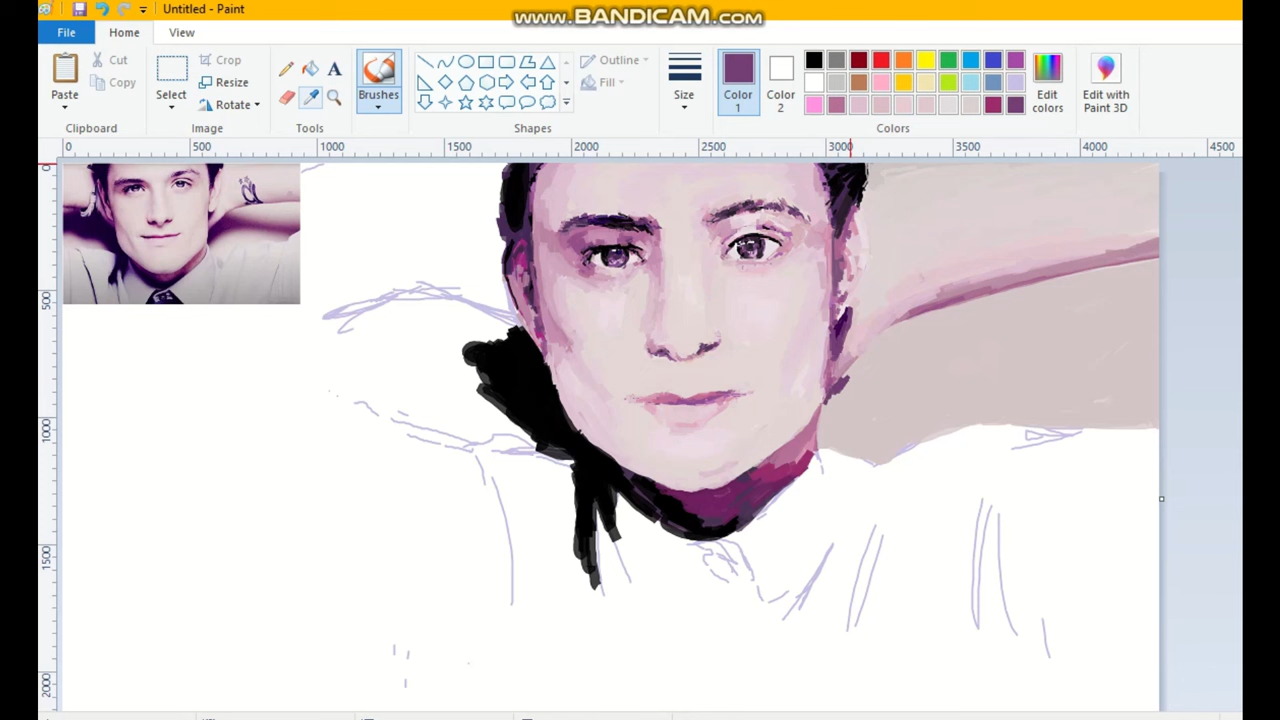 Untitled - Paint
www.BANDICAM.com
File Home View
Cut Crop Outline
Copy Resize Fill
Rotate
Paste Select Brushes Size Color 1 Color 2 Edit colors Edit with Paint 3D
Clipboard Image Tools Shapes Colors
0 500 1000 1500 2000 2500 3000 3500 4000 4500
0
500
1000
1500
2000